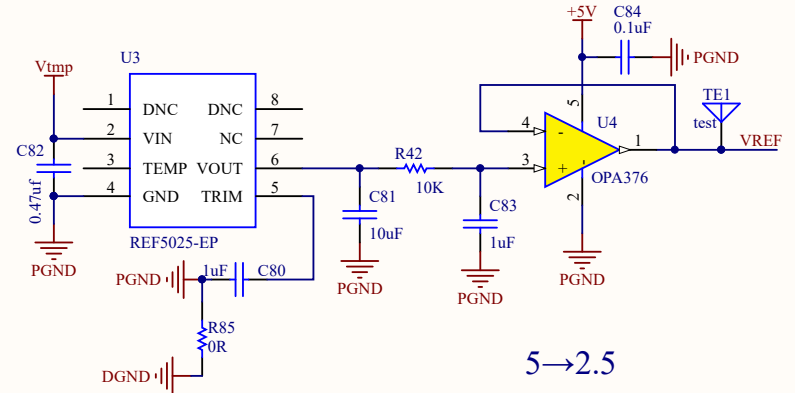 +5V
C84
0.1uF
PGND
U3
Vtmp
1 DNC DNC 8
2 VIN NC 7
3 TEMP VOUT 6
4 GND TRIM 5
C82
0.47uf
PGND
REF5025-EP
R42
10K
C81
10uF
PGND
C83
1uF
PGND
5
U4
4 -
3 +
-
1
2
OPA376
PGND
TE1
test
VREF
PGND
1uF
C80
R85
0R
DGND
5→2.5